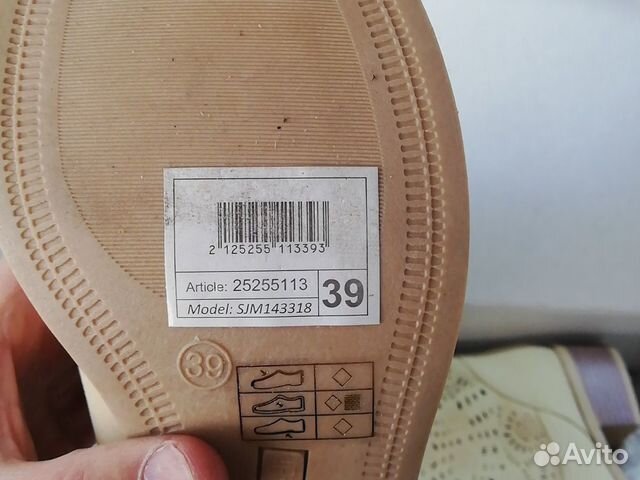 2 125255 113393
Article: 25255113
Model: SJM143318
39
39
Avito